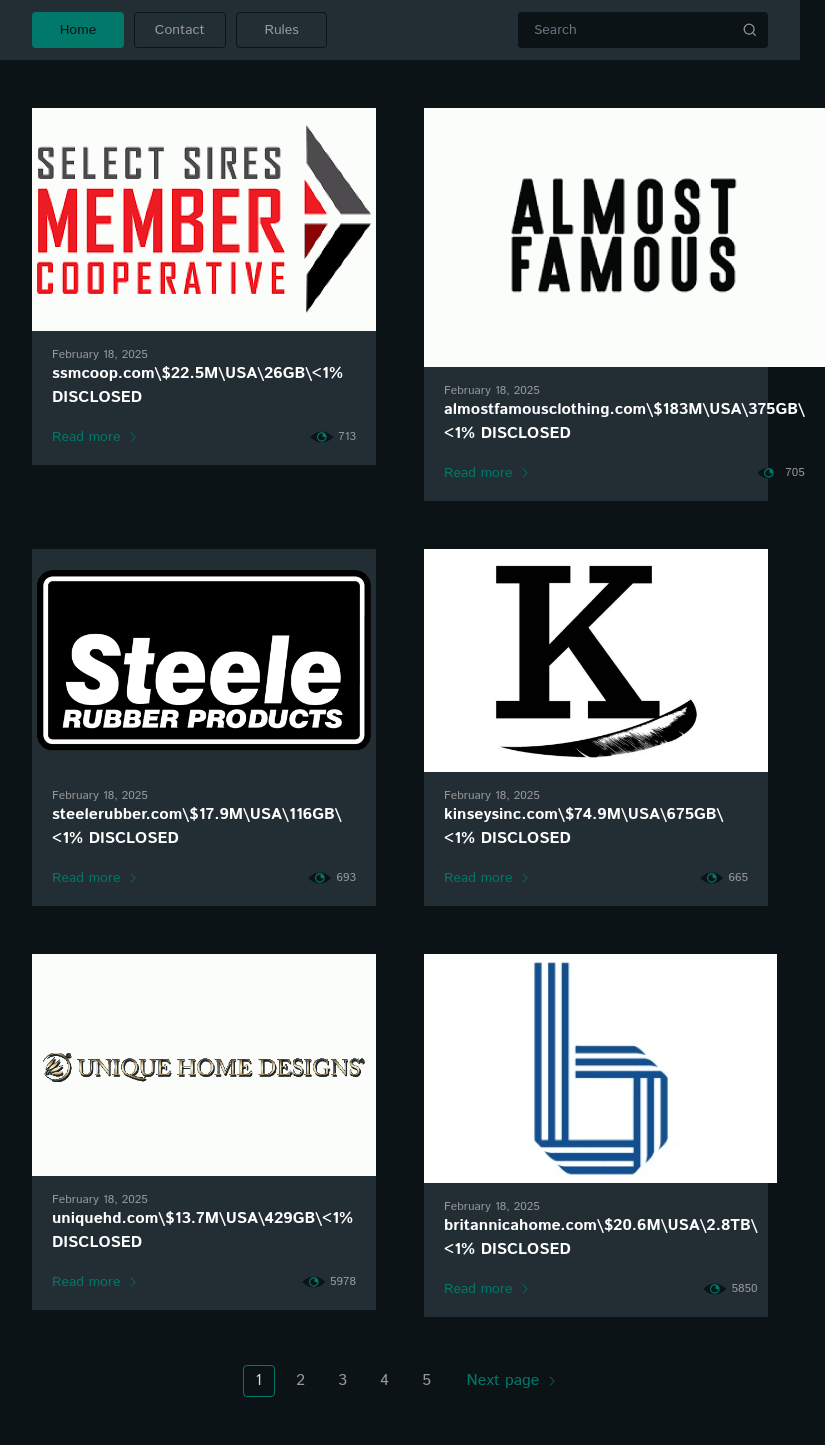 Home
Contact
Rules
Search
SELECT SIRES
MEMBER
COOPERATIVE
February 18, 2025
ssmcoop.com\$22.5M\USA\26GB\<1%
DISCLOSED
Read more
713
ALMOST
FAMOUS
February 18, 2025
almostfamousclothing.com\$183M\USA\375GB\
<1% DISCLOSED
Read more
705
Steele
RUBBER PRODUCTS
February 18, 2025
steelerubber.com\$17.9M\USA\116GB\
<1% DISCLOSED
Read more
693
K
February 18, 2025
kinseysinc.com\$74.9M\USA\675GB\
<1% DISCLOSED
Read more
665
UNIQUE HOME DESIGNS
February 18, 2025
uniquehd.com\$13.7M\USA\429GB\<1%
DISCLOSED
Read more
5978
b
February 18, 2025
britannicahome.com\$20.6M\USA\2.8TB\
<1% DISCLOSED
Read more
5850
1 2 3 4 5 Next page